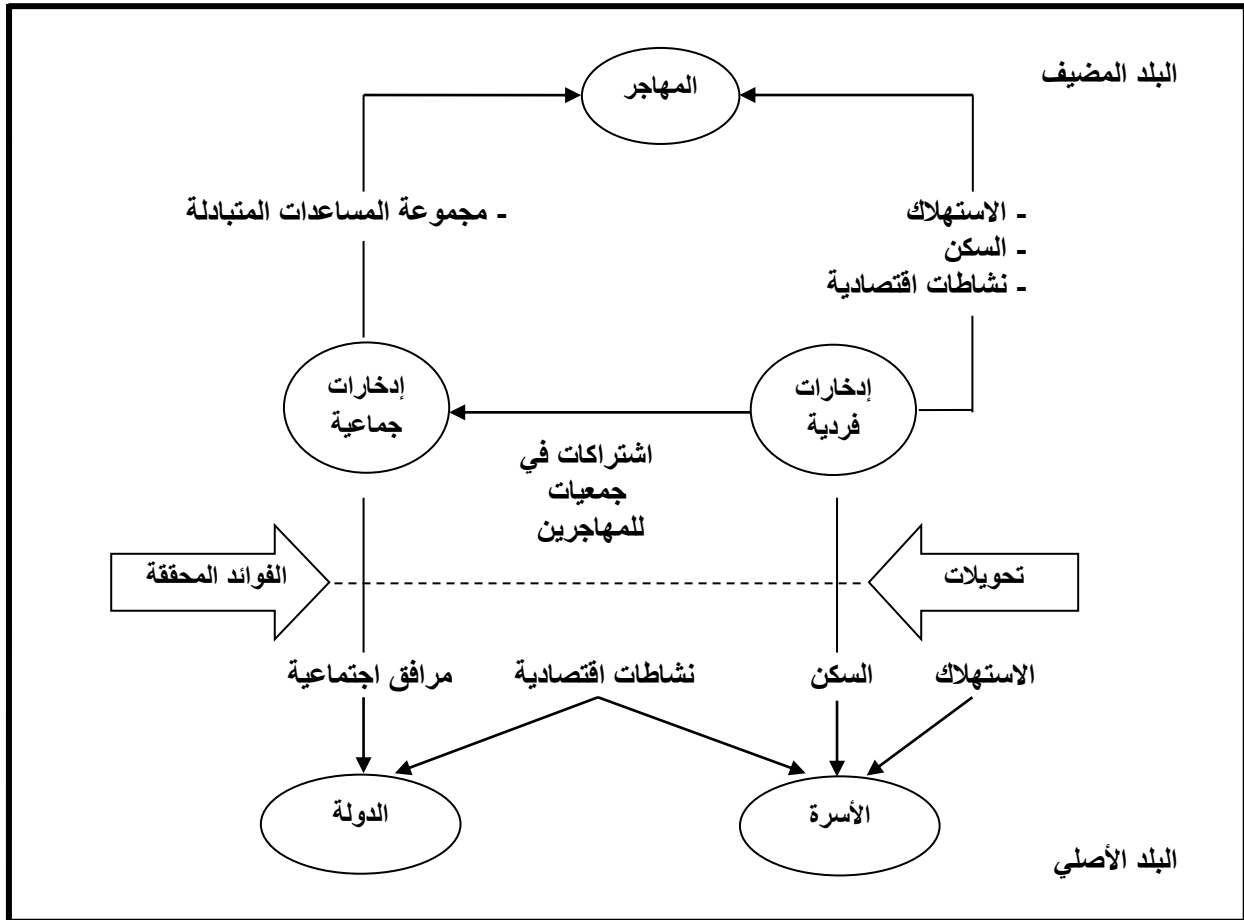 البلد المضيف
المهاجر
- الاستهلاك
- السكن
- نشاطات اقتصادية
- مجموعة المساعدات المتبادلة
إدخارات
فردية
إدخارات
جماعية
اشتراكات في
جمعيات
للمهاجرين
تحويلات
الفوائد المحققة
الاستهلاك
السكن
نشاطات اقتصادية
مرافق اجتماعية
الأسرة
الدولة
البلد الأصلي